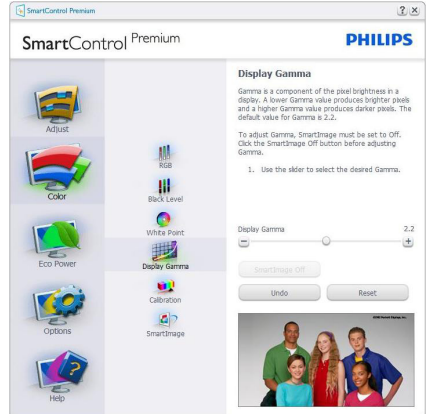 SmartControl Premium
SmartControl Premium
PHILIPS
Adjust
Color
Eco Power
Options
Help
RGB
Black Level
White Point
Display Gamma
Calibration
SmartImage
Display Gamma
Gamma is a component of the pixel brightness in a
display. A lower Gamma value produces brighter pixels
and a higher Gamma value produces darker pixels. The
default value for Gamma is 2.2.
To adjust Gamma, SmartImage must be set to Off.
Click the SmartImage Off button before adjusting
Gamma.
1. Use the slider to select the desired Gamma.
Display Gamma 2.2
SmartImage Off
Undo Reset